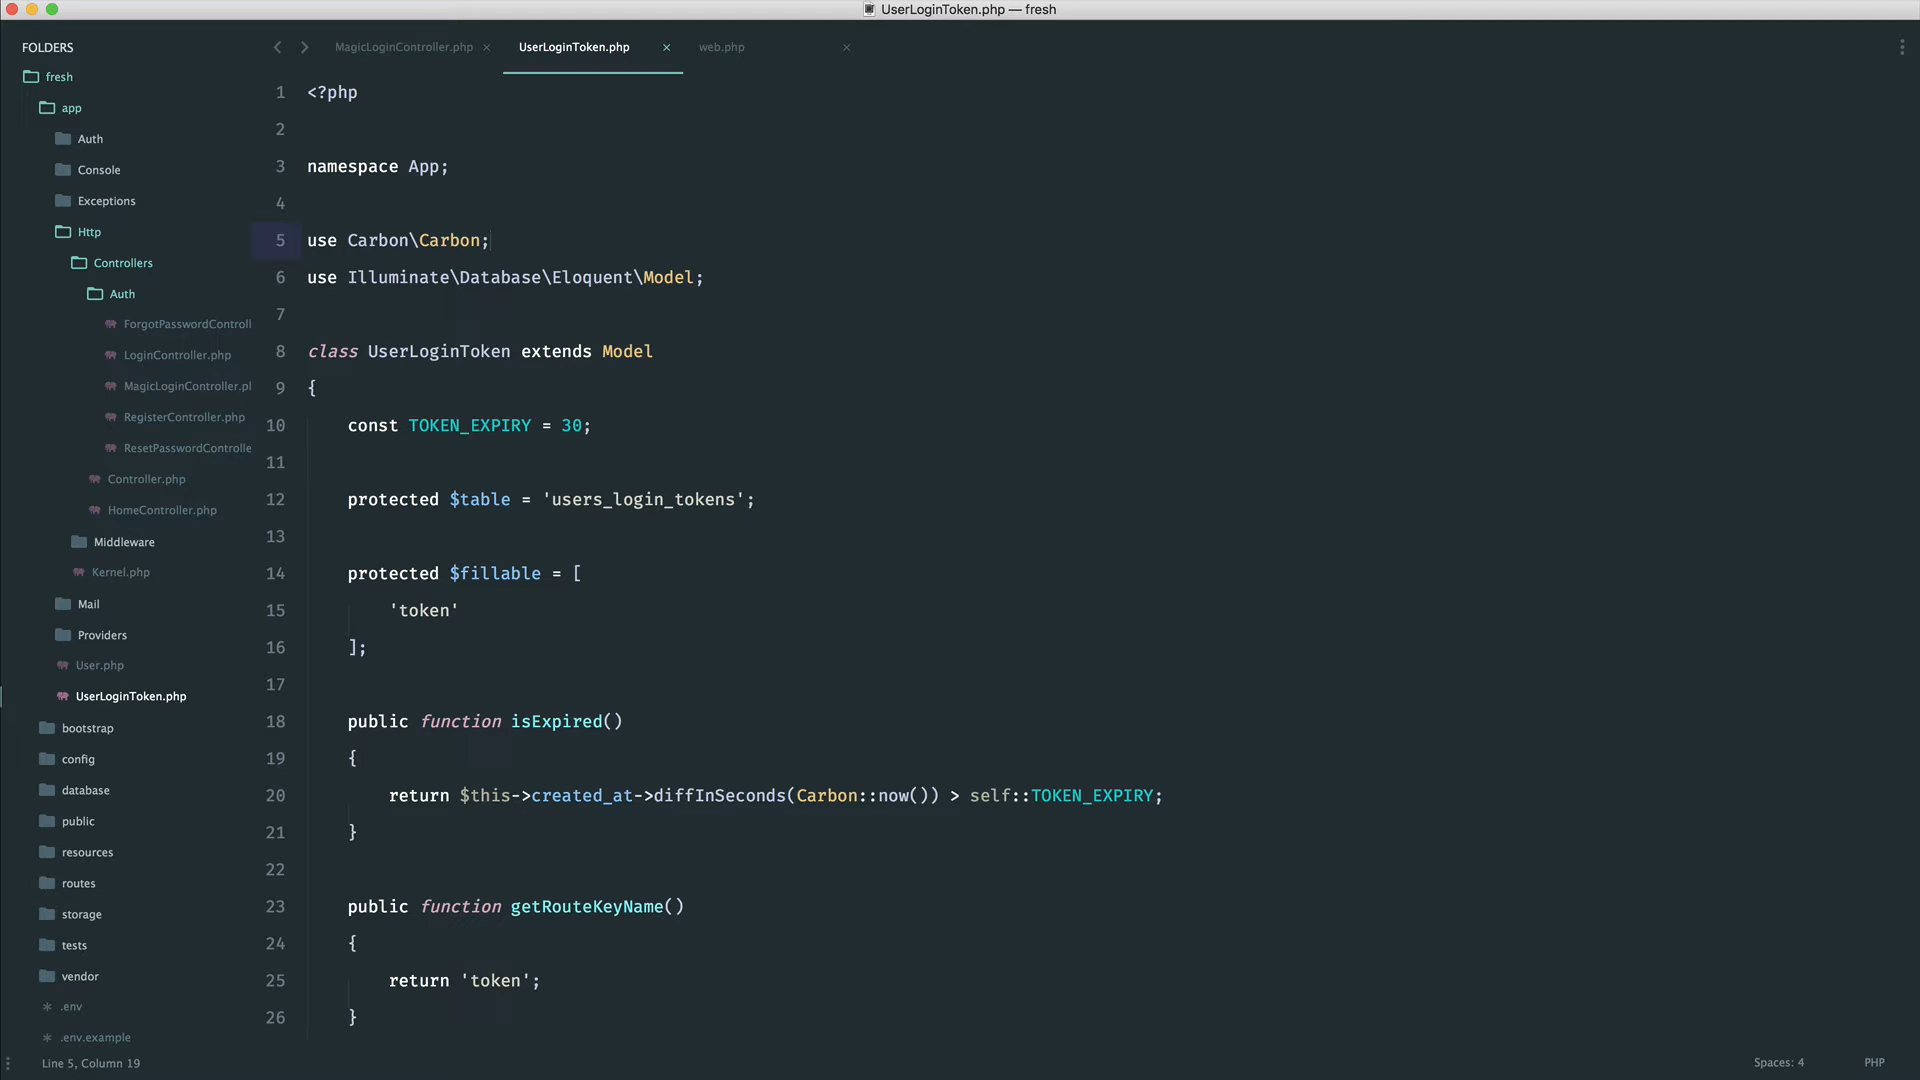 UserLoginToken.php — fresh
FOLDERS
fresh
app
Auth
Console
Exceptions
Http
Controllers
Auth
ForgotPasswordControll
LoginController.php
MagicLoginController.pl
RegisterController.php
ResetPasswordControlle
Controller.php
HomeController.php
Middleware
Kernel.php
Mail
Providers
User.php
UserLoginToken.php
bootstrap
config
database
public
resources
routes
storage
tests
vendor
.env
.env.example
MagicLoginController.php × UserLoginToken.php × web.php ×
1 <?php
2
3 namespace App;
4
5 use Carbon\Carbon;
6 use Illuminate\Database\Eloquent\Model;
7
8 class UserLoginToken extends Model
9 {
10 const TOKEN_EXPIRY = 30;
11
12 protected $table = 'users_login_tokens';
13
14 protected $fillable = [
15 'token'
16 ];
17
18 public function isExpired()
19 {
20 return $this->created_at->diffInSeconds(Carbon::now()) > self::TOKEN_EXPIRY;
21 }
22
23 public function getRouteKeyName()
24 {
25 return 'token';
26 }
Line 5, Column 19
Spaces: 4 PHP